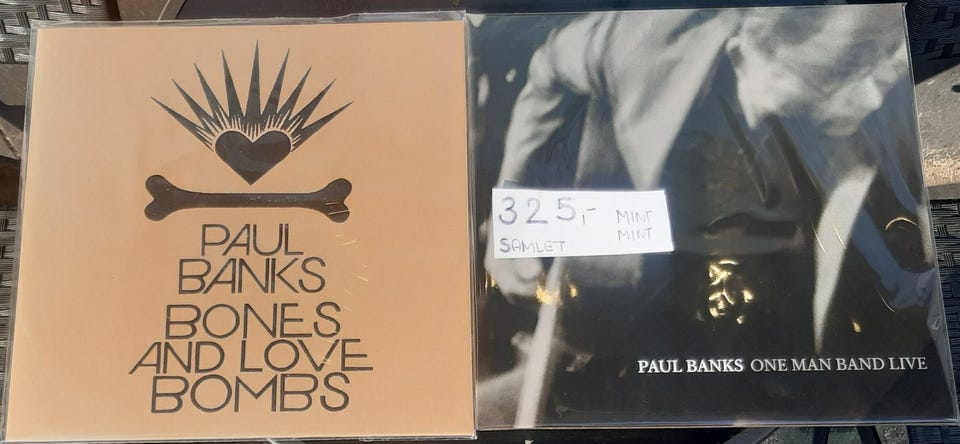 PAUL
BANKS
BONES
AND LOVE
BOMBS
325,- MINT
SAMLET MINT
PAUL BANKS ONE MAN BAND LIVE